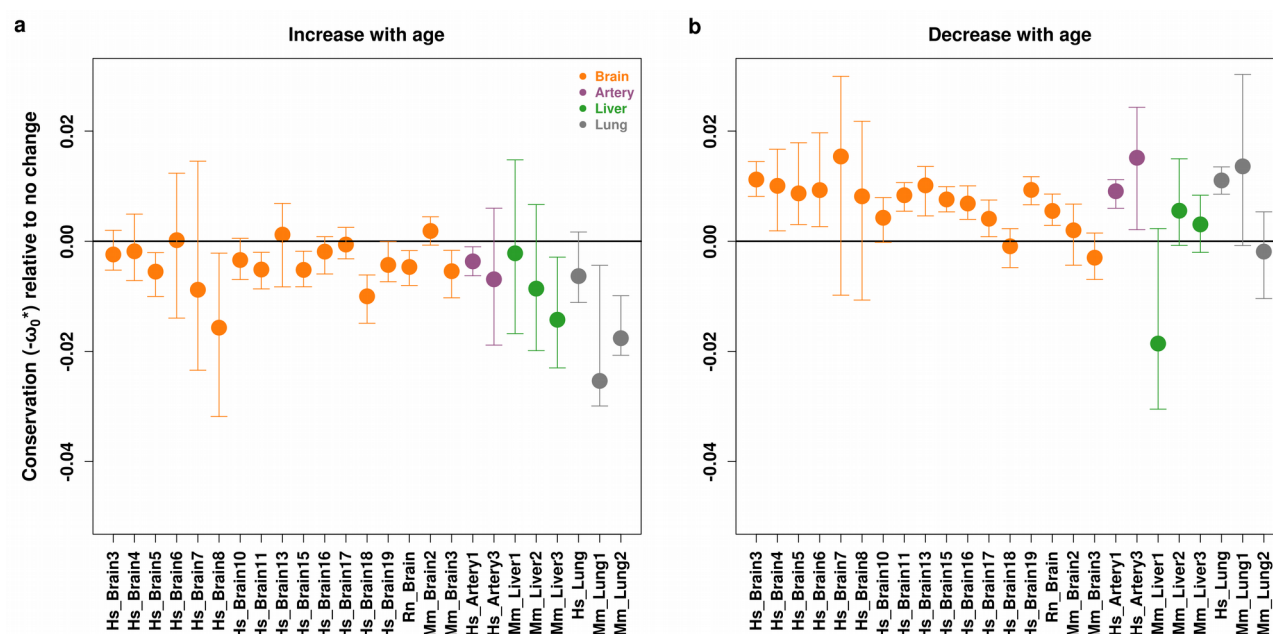 a
Increase with age
Brain
Artery
Liver
Lung
Conservation (-ω₀*) relative to no change
0.02
0.00
-0.02
-0.04
Hs_Brain3
Hs_Brain4
Hs_Brain5
Hs_Brain6
Hs_Brain7
Hs_Brain8
Hs_Brain10
Hs_Brain11
Hs_Brain13
Hs_Brain15
Hs_Brain16
Hs_Brain17
Hs_Brain18
Hs_Brain19
Rn_Brain
Mm_Brain2
Mm_Brain3
Hs_Artery1
Hs_Artery3
Mm_Liver1
Mm_Liver2
Mm_Liver3
Hs_Lung
Mm_Lung1
Mm_Lung2
b
Decrease with age
0.02
0.00
-0.02
-0.04
Hs_Brain3
Hs_Brain4
Hs_Brain5
Hs_Brain6
Hs_Brain7
Hs_Brain8
Hs_Brain10
Hs_Brain11
Hs_Brain13
Hs_Brain15
Hs_Brain16
Hs_Brain17
Hs_Brain18
Hs_Brain19
Rn_Brain
Mm_Brain2
Mm_Brain3
Hs_Artery1
Hs_Artery3
Mm_Liver1
Mm_Liver2
Mm_Liver3
Hs_Lung
Mm_Lung1
Mm_Lung2